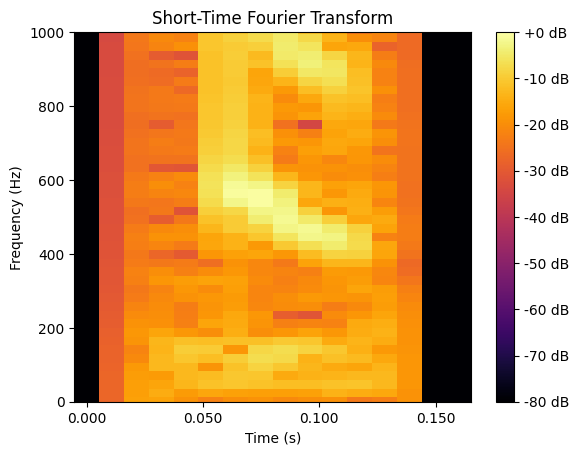 Short-Time Fourier Transform
1000
800
600
400
200
0
Frequency (Hz)
0.000
0.050
0.100
0.150
Time (s)
+0 dB
-10 dB
-20 dB
-30 dB
-40 dB
-50 dB
-60 dB
-70 dB
-80 dB